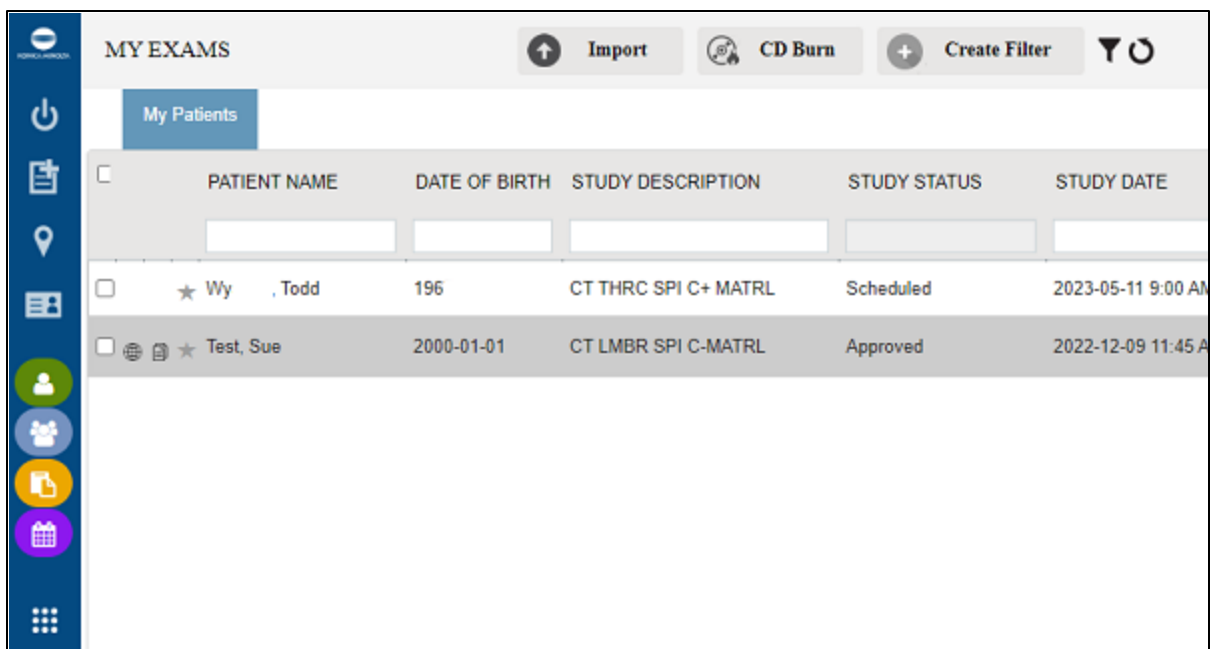 KONICA MINOLTA
MY EXAMS Import CD Burn Create Filter
My Patients
PATIENT NAME DATE OF BIRTH STUDY DESCRIPTION STUDY STATUS STUDY DATE
Wy , Todd 196 CT THRC SPI C+ MATRL Scheduled 2023-05-11 9:00 AM
Test, Sue 2000-01-01 CT LMBR SPI C-MATRL Approved 2022-12-09 11:45 A